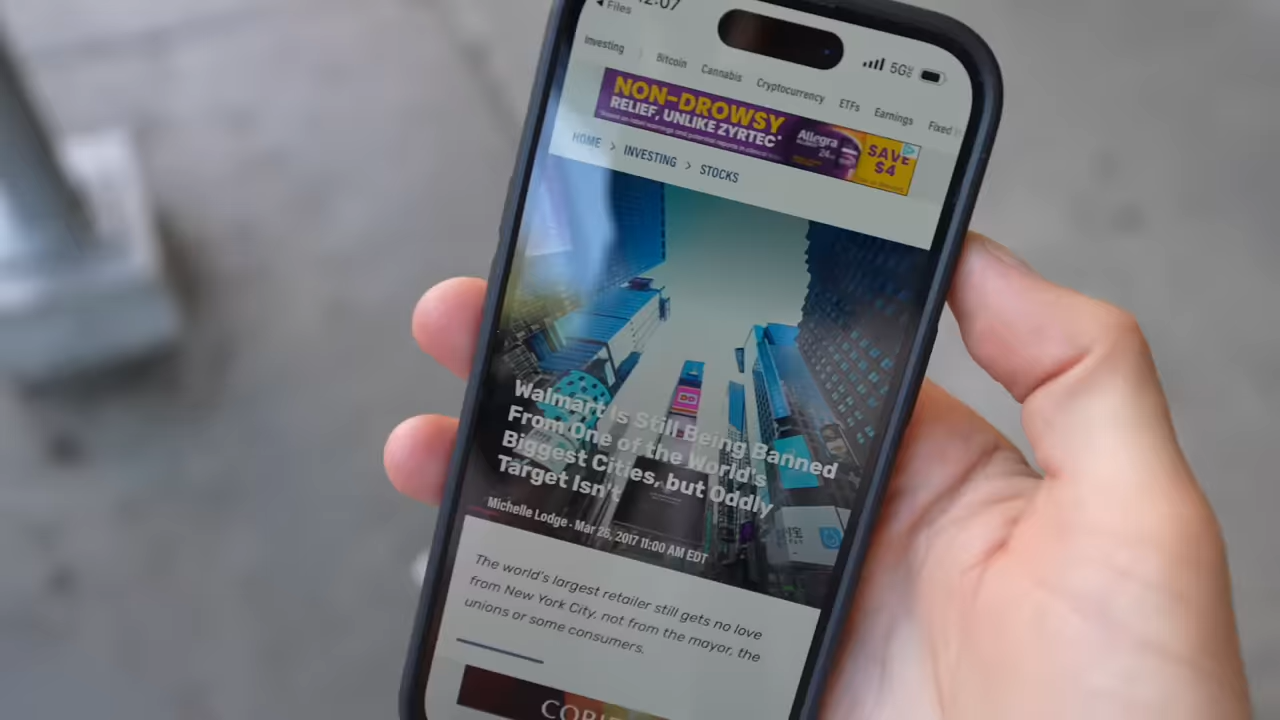 ◀ Files
12:07
5G
Investing
Bitcoin
Cannabis
Cryptocurrency
ETFs
Earnings
Fixed
NON-DROWSY
RELIEF, UNLIKE ZYRTEC*
Allegra
24
SAVE
$4
HOME > INVESTING > STOCKS
Walmart Is Still Being Banned
From One of the World's
Biggest Cities, but Oddly
Target Isn't
Michelle Lodge - Mar 26, 2017 11:00 AM EDT
The world's largest retailer still gets no love
from New York City, not from the mayor, the
unions or some consumers.